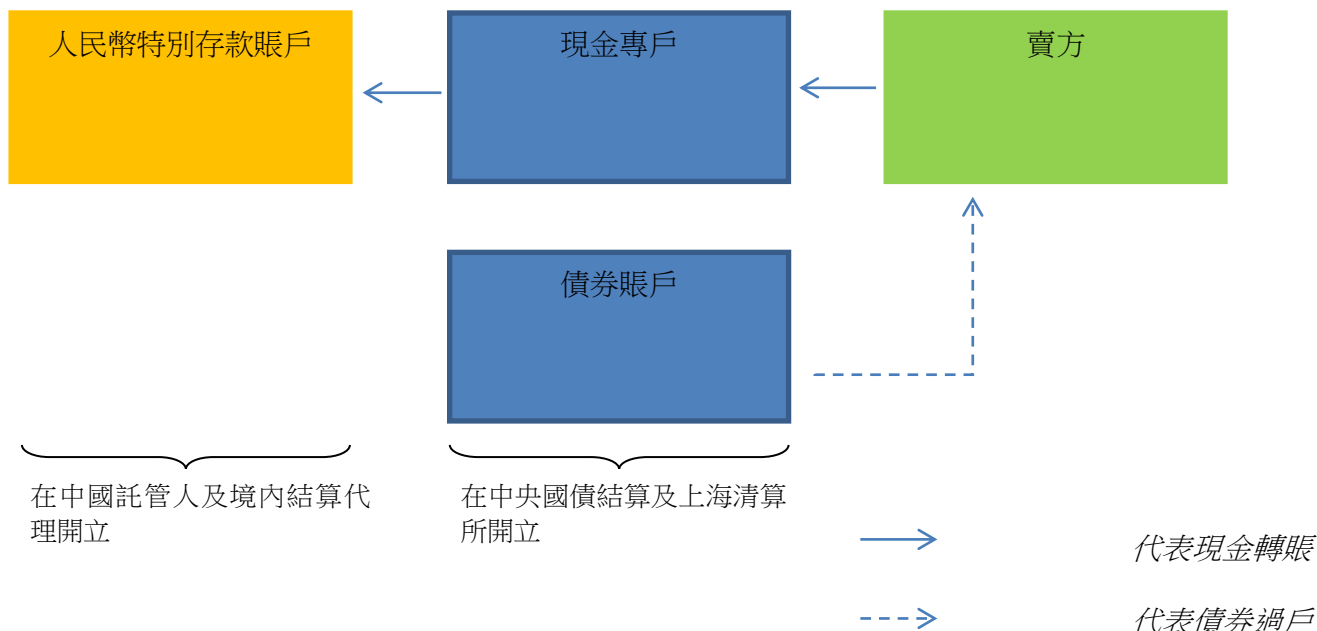 人民幣特別存款賬戶
現金專戶
賣方
債券賬戶
在中國託管人及境內結算代
理開立
在中央國債結算及上海清算
所開立
代表現金轉賬
代表債券過戶